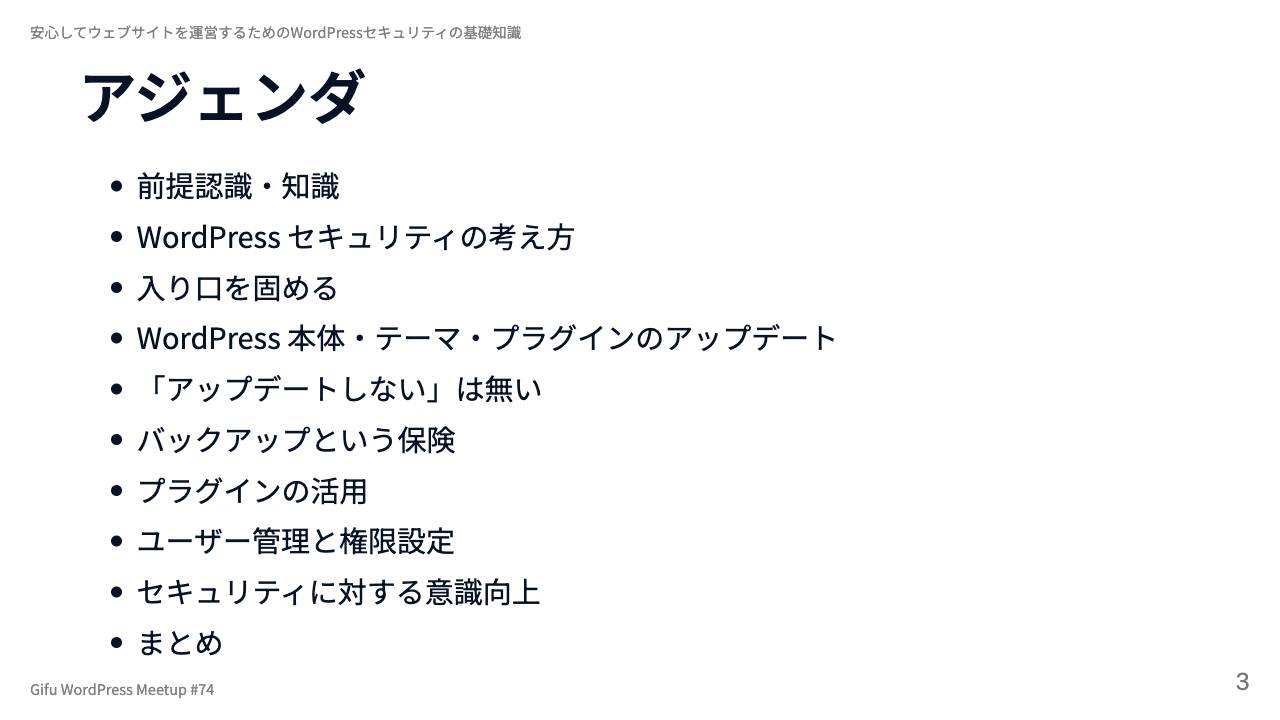 安心してウェブサイトを運営するためのWordPressセキュリティの基礎知識
アジェンダ
• 前提認識・知識
• WordPress セキュリティの考え方
• 入り口を固める
• WordPress 本体・テーマ・プラグインのアップデート
• 「アップデートしない」は無い
• バックアップという保険
• プラグインの活用
• ユーザー管理と権限設定
• セキュリティに対する意識向上
• まとめ
Gifu WordPress Meetup #74
3